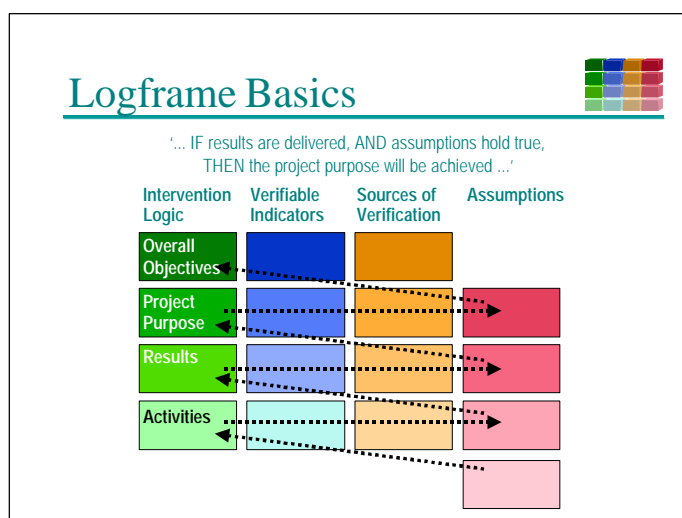 Logframe Basics
'... IF results are delivered, AND assumptions hold true,
THEN the project purpose will be achieved ...'
Intervention Logic
Verifiable Indicators
Sources of Verification
Assumptions
Overall
Objectives
Project
Purpose
Results
Activities